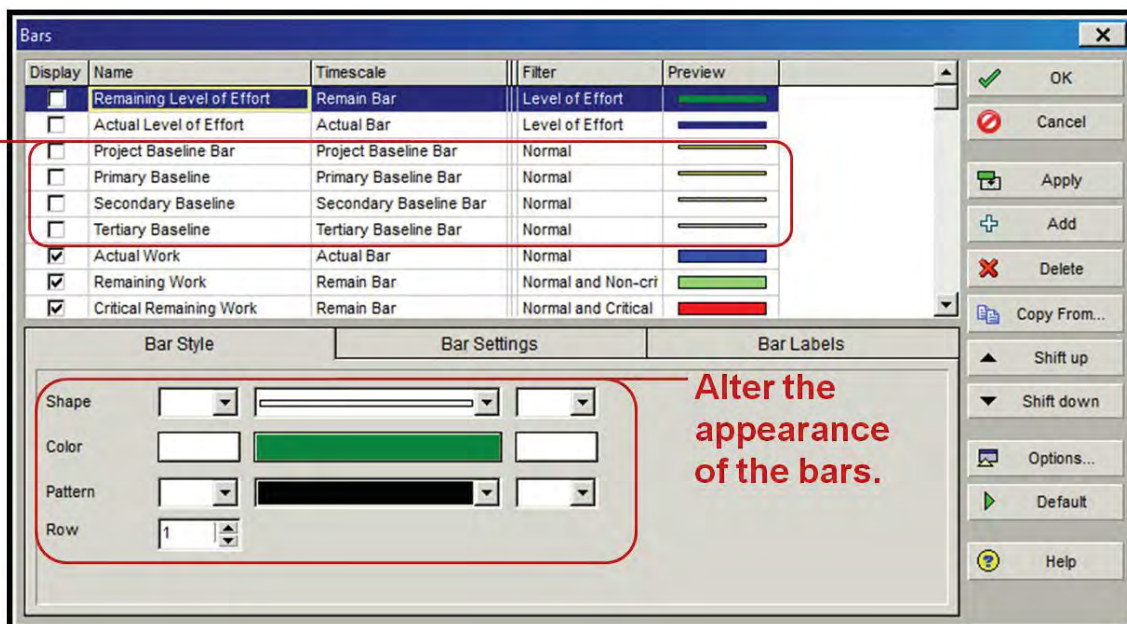 Bars
Display Name Timescale Filter Preview
Remaining Level of Effort Remain Bar Level of Effort
Actual Level of Effort Actual Bar Level of Effort
Project Baseline Bar Project Baseline Bar Normal
Primary Baseline Primary Baseline Bar Normal
Secondary Baseline Secondary Baseline Bar Normal
Tertiary Baseline Tertiary Baseline Bar Normal
Actual Work Actual Bar Normal
Remaining Work Remain Bar Normal and Non-cri
Critical Remaining Work Remain Bar Normal and Critical
OK
Cancel
Apply
Add
Delete
Copy From...
Shift up
Shift down
Options...
Default
Help
Bar Style Bar Settings Bar Labels
Shape
Color
Pattern
Row 1
Alter the
appearance
of the bars.